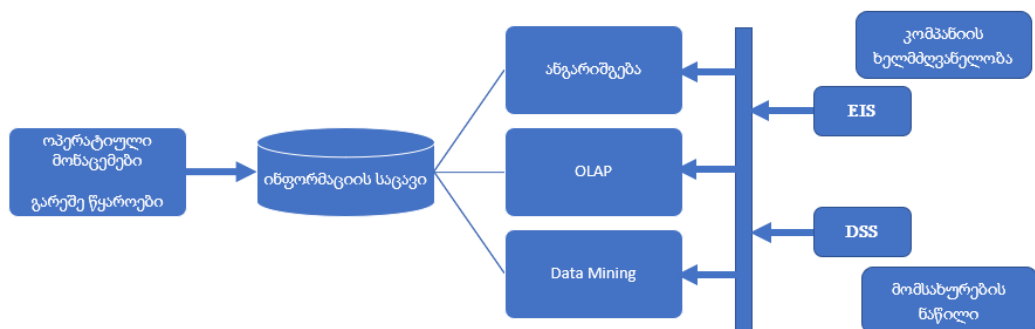 ოპერატიული
მონაცემები
გარეშე წყაროები
ინფორმაციის საცავი
ანგარიშგება
OLAP
Data Mining
კომპანიის
ხელმძღვანელობა
EIS
DSS
მომსახურების
ნაწილი